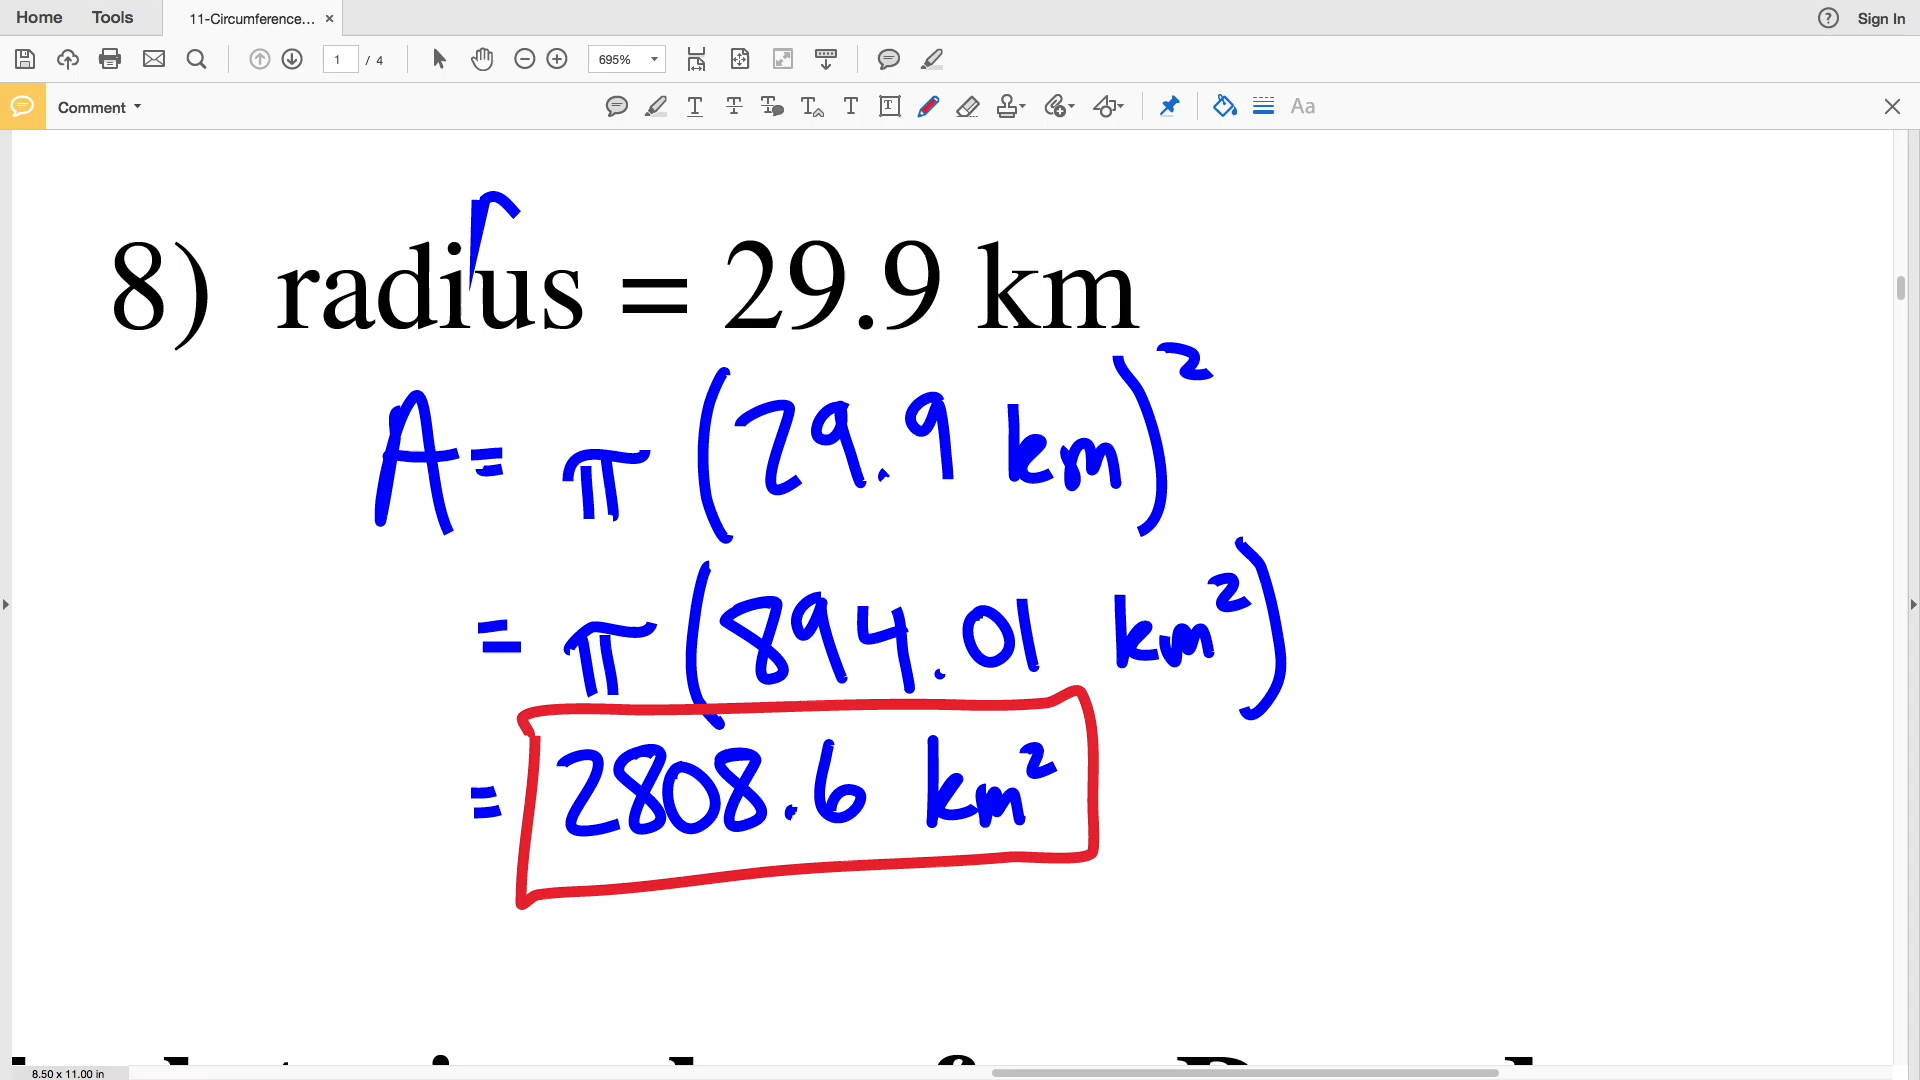 Home Tools 11-Circumference... × Sign In
1 / 4 695%
Comment Aa
r
8) radius = 29.9 km
A = π (29.9 km)²
= π (894.01 km²)
= 2808.6 km²
8.50 x 11.00 in